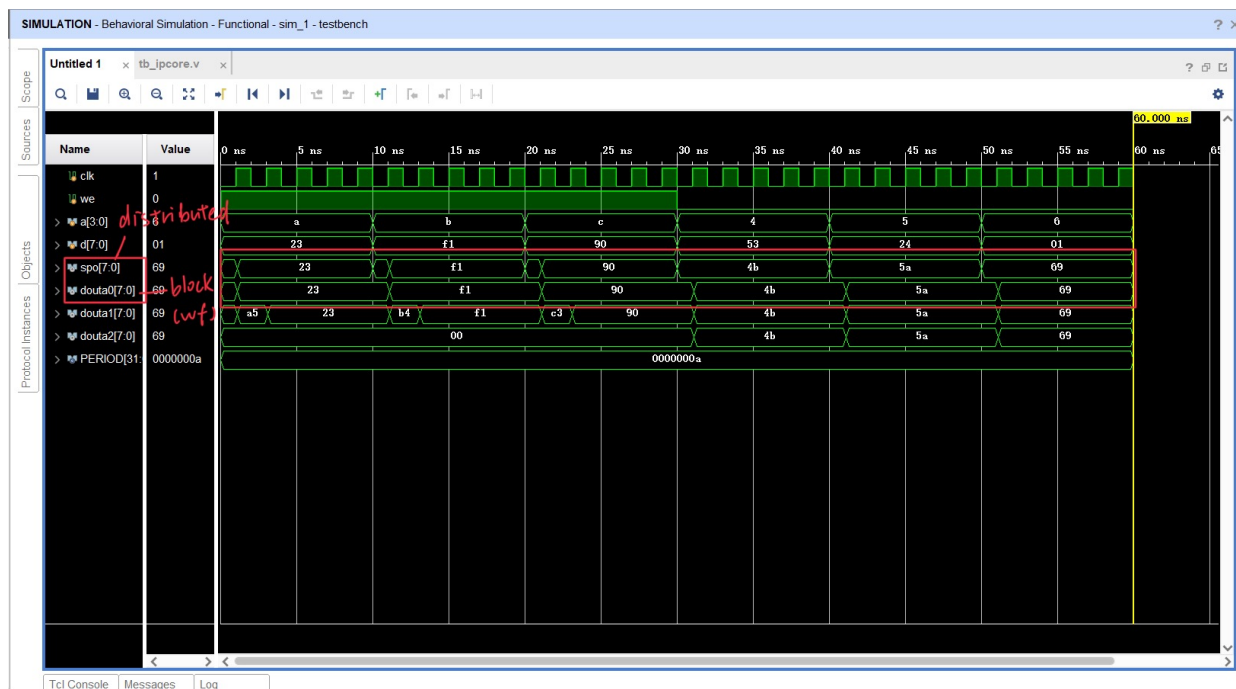 SIMULATION - Behavioral Simulation - Functional - sim_1 - testbench
Untitled 1
tb_ipcore.v
Scope
Sources
Objects
Protocol Instances
60.000 ns
Name Value 0 ns 5 ns 10 ns 15 ns 20 ns 25 ns 30 ns 35 ns 40 ns 45 ns 50 ns 55 ns 60 ns 65
clk 1
we 0
a[3:0] 6 a b c 4 5 6
distributed
d[7:0] 01 23 f1 90 53 24 01
spo[7:0] 69 23 f1 90 4b 5a 69
douta0[7:0] 69 23 f1 90 4b 5a 69
block
(wf)
douta1[7:0] 69 a5 23 b4 f1 c3 90 4b 5a 69
douta2[7:0] 69 00 4b 5a 69
PERIOD[31: 0000000a 0000000a
Tcl Console Messages Log